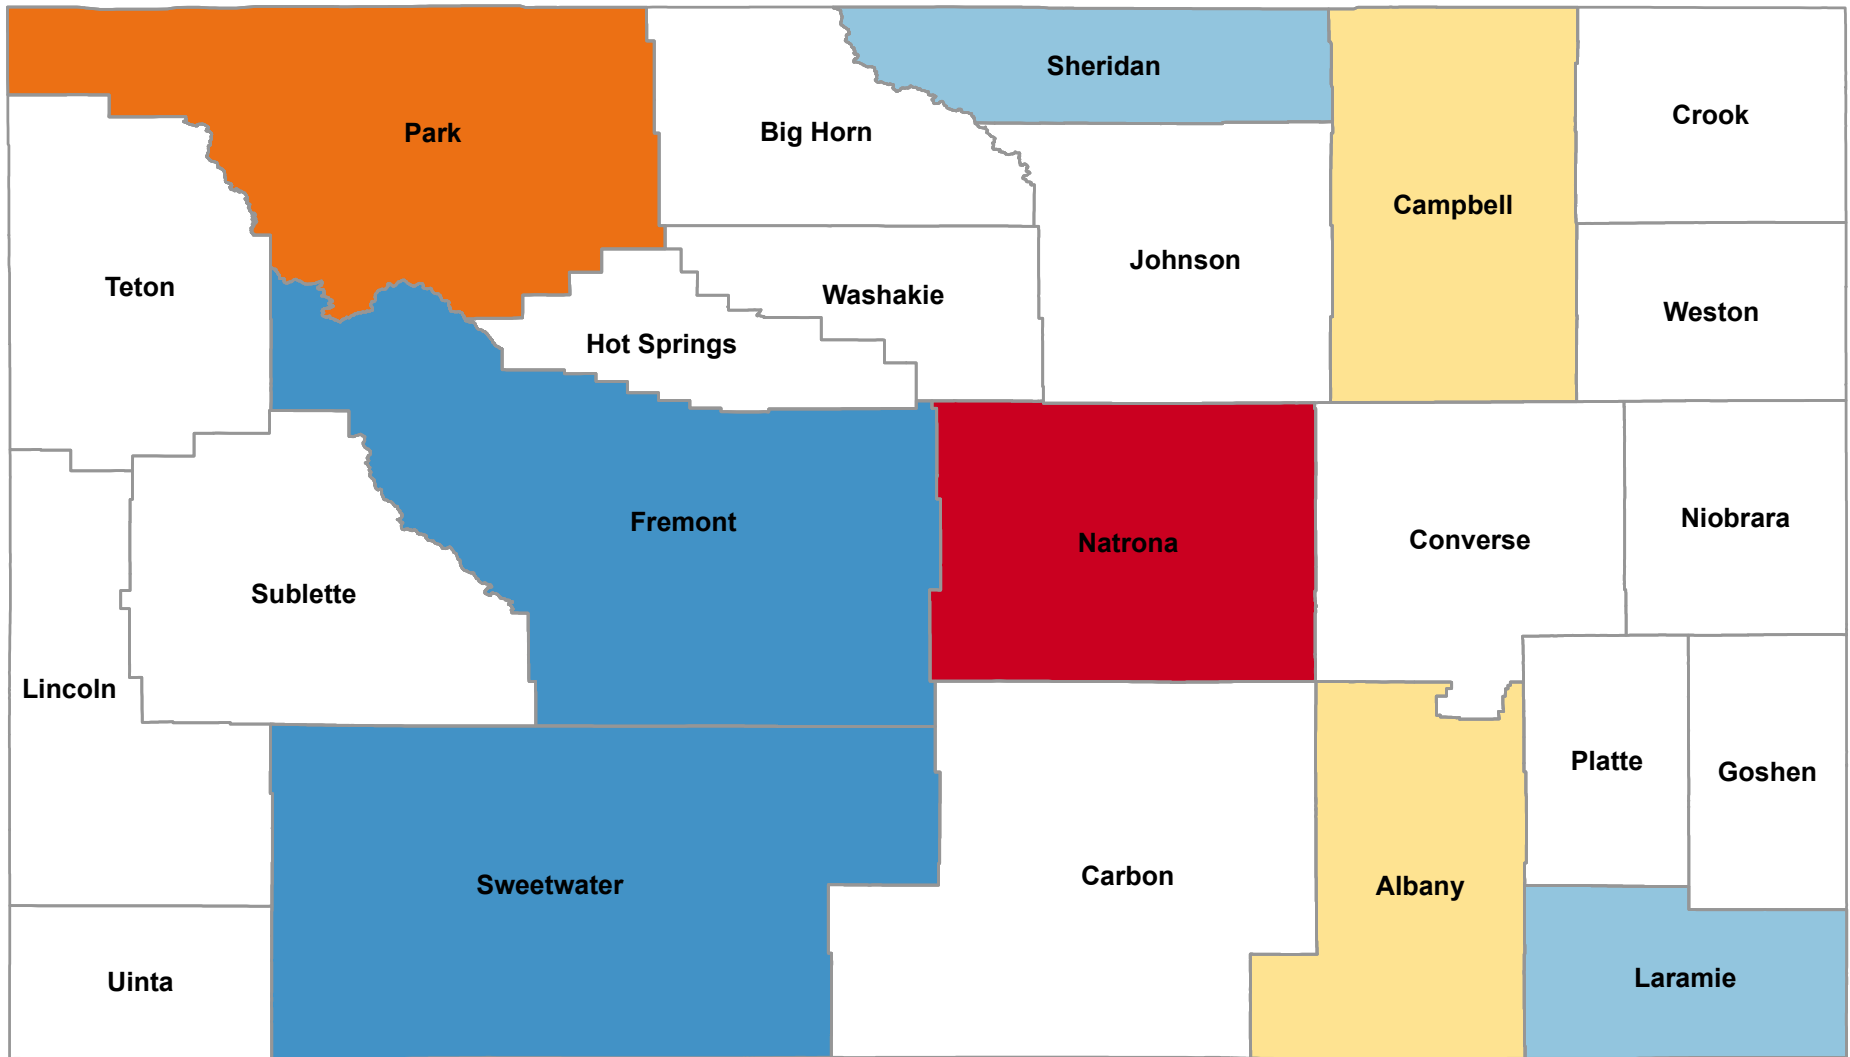 Sheridan
Crook
Park
Big Horn
Campbell
Johnson
Teton
Washakie
Weston
Hot Springs
Fremont
Natrona
Converse
Niobrara
Sublette
Lincoln
Platte
Goshen
Sweetwater
Carbon
Albany
Uinta
Laramie